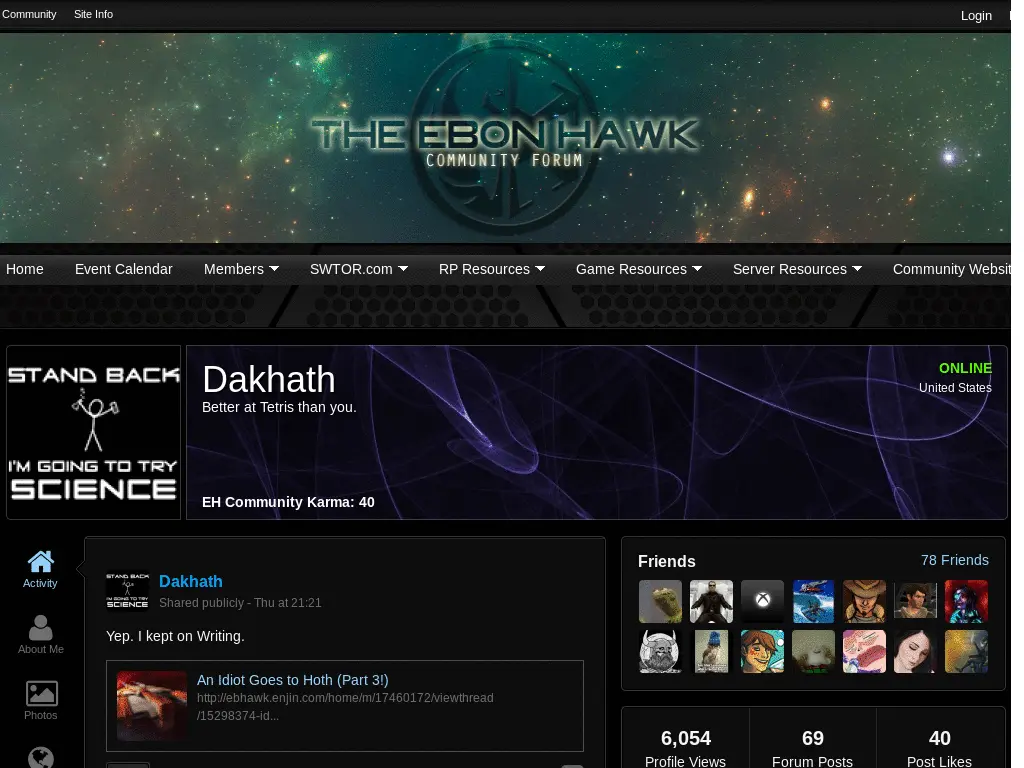 Community Site Info Login
THE EBON HAWK
COMMUNITY FORUM
Home Event Calendar Members SWTOR.com RP Resources Game Resources Server Resources Community Websit
STAND BACK
I'M GOING TO TRY
SCIENCE
Dakhath
Better at Tetris than you.
ONLINE
United States
EH Community Karma: 40
Activity
About Me
Photos
STAND BACK
I'M GOING TO TRY
SCIENCE
Dakhath
Shared publicly - Thu at 21:21
Yep. I kept on Writing.
An Idiot Goes to Hoth (Part 3!)
http://ebhawk.enjin.com/home/m/17460172/viewthread
/15298374-id...
Friends 78 Friends
6,054 69 40
Profile Views Forum Posts Post Likes